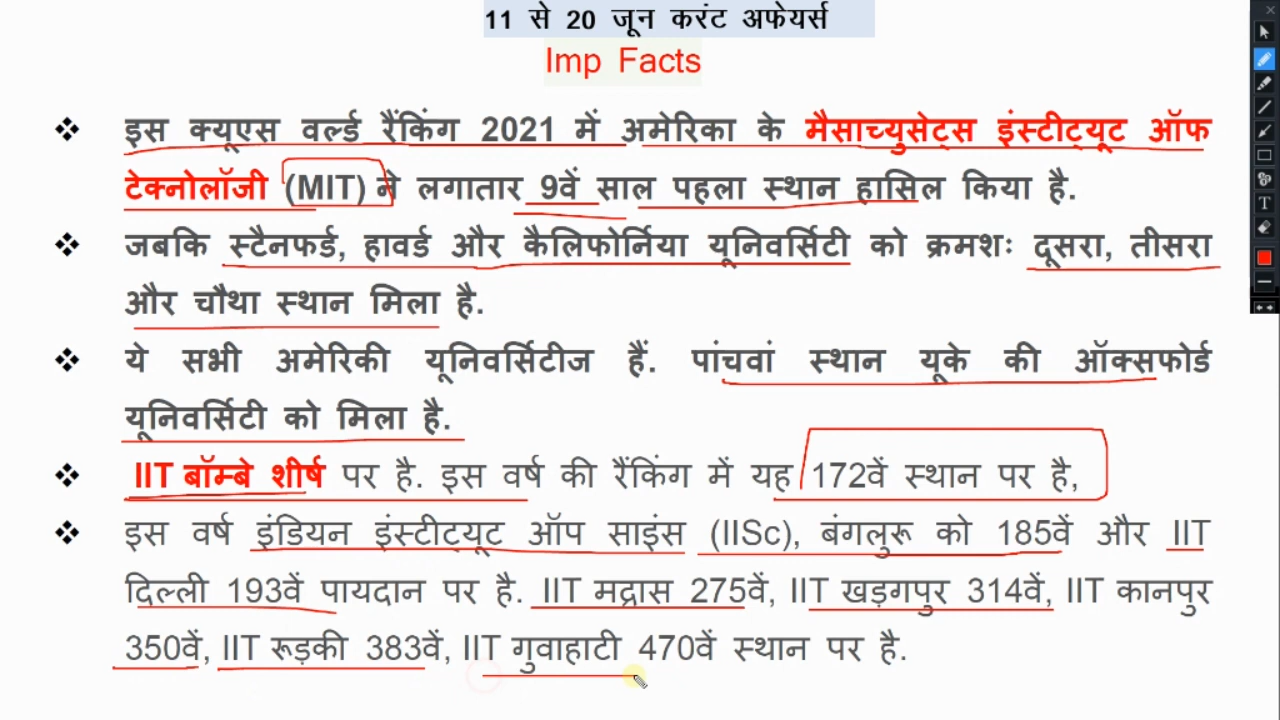 11 से 20 जून करंट अफेयर्स
Imp Facts
❖ इस क्यूएस वर्ल्ड रैंकिंग 2021 में अमेरिका के मैसाच्युसेट्स इंस्टीट्यूट ऑफ
टेक्नोलॉजी (MIT) ने लगातार 9वें साल पहला स्थान हासिल किया है.
❖ जबकि स्टैनफर्ड, हावर्ड और कैलिफोर्निया यूनिवर्सिटी को क्रमशः दूसरा, तीसरा
और चौथा स्थान मिला है.
❖ ये सभी अमेरिकी यूनिवर्सिटीज हैं. पांचवां स्थान यूके की ऑक्सफोर्ड
यूनिवर्सिटी को मिला है.
❖ IIT बॉम्बे शीर्ष पर है. इस वर्ष की रैंकिंग में यह 172वें स्थान पर है,
❖ इस वर्ष इंडियन इंस्टीट्यूट ऑप साइंस (IISc), बंगलुरू को 185वें और IIT
दिल्ली 193वें पायदान पर है. IIT मद्रास 275वें, IIT खड़गपुर 314वें, IIT कानपुर
350वें, IIT रूड़की 383वें, IIT गुवाहाटी 470वें स्थान पर है.